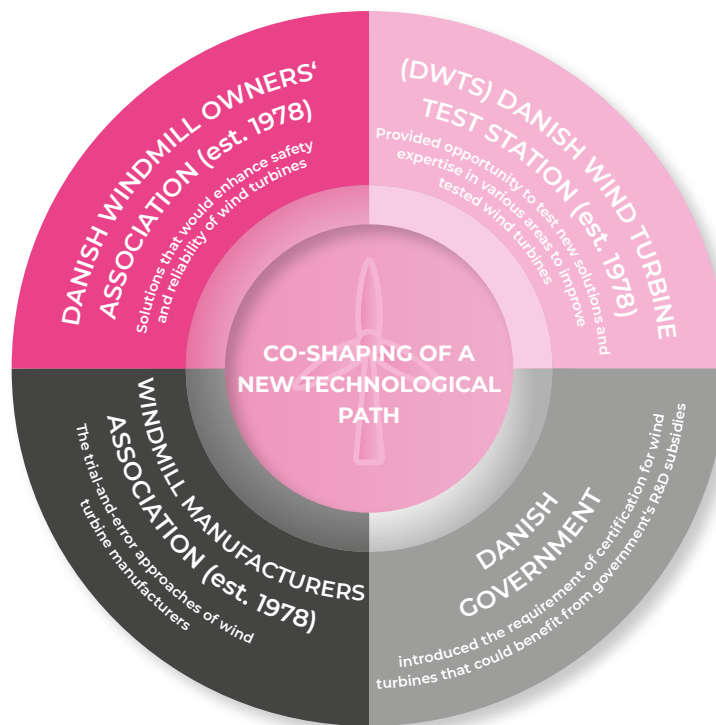 DANISH WINDMILL OWNERS‘
ASSOCIATION (est. 1978)
Solutions that would enhance safety
and reliability of wind turbines
(DWTS) DANISH WIND TURBINE
TEST STATION (est. 1978)
Provided opportunity to test new solutions and
expertise in various areas to improve
tested wind turbines
CO-SHAPING OF A
NEW TECHNOLOGICAL
PATH
WINDMILL MANUFACTURERS
ASSOCIATION (est. 1978)
The trial-and-error approaches of wind
turbine manufacturers
DANISH
GOVERNMENT
introduced the requirement of certification for wind
turbines that could benefit from government's R&D subsidies